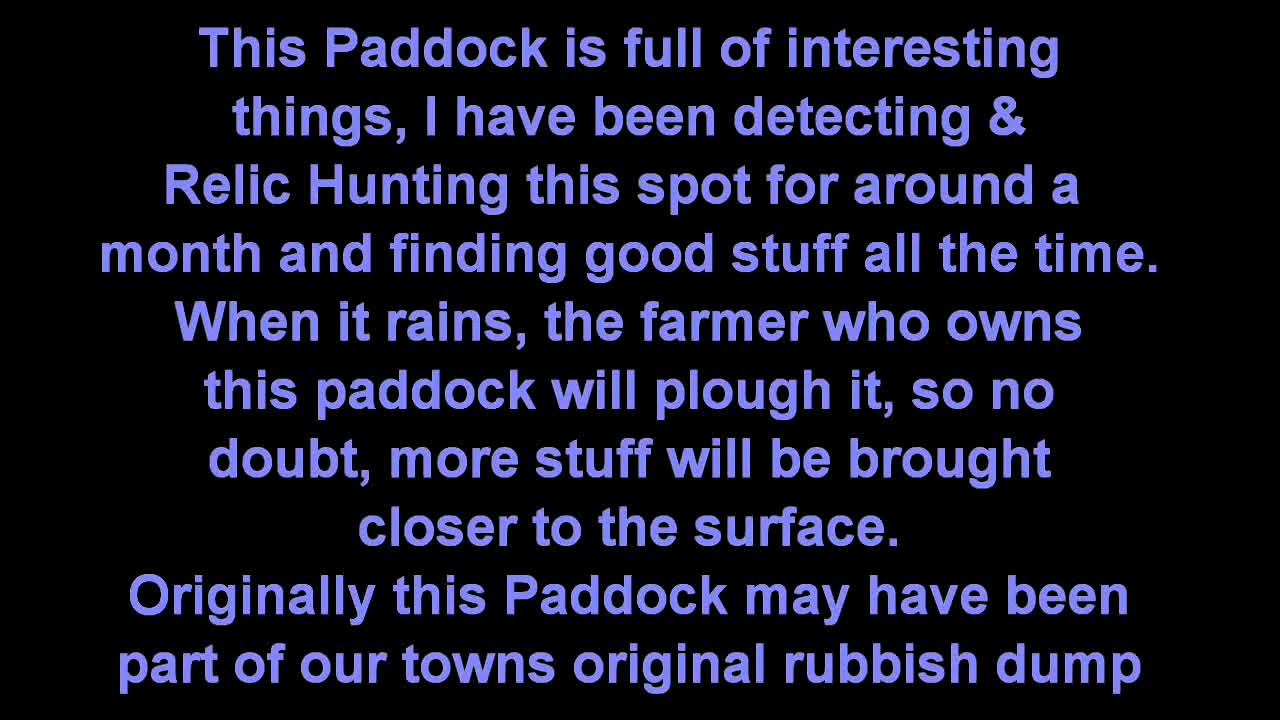 This Paddock is full of interesting
things, I have been detecting &
Relic Hunting this spot for around a
month and finding good stuff all the time.
When it rains, the farmer who owns
this paddock will plough it, so no
doubt, more stuff will be brought
closer to the surface.
Originally this Paddock may have been
part of our towns original rubbish dump